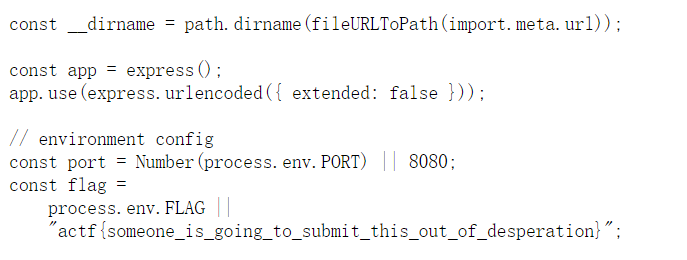 const __dirname = path.dirname(fileURLToPath(import.meta.url));
const app = express();
app.use(express.urlencoded({ extended: false }));
// environment config
const port = Number(process.env.PORT) || 8080;
const flag =
process.env.FLAG ||
"actf{someone_is_going_to_submit_this_out_of_desperation}";